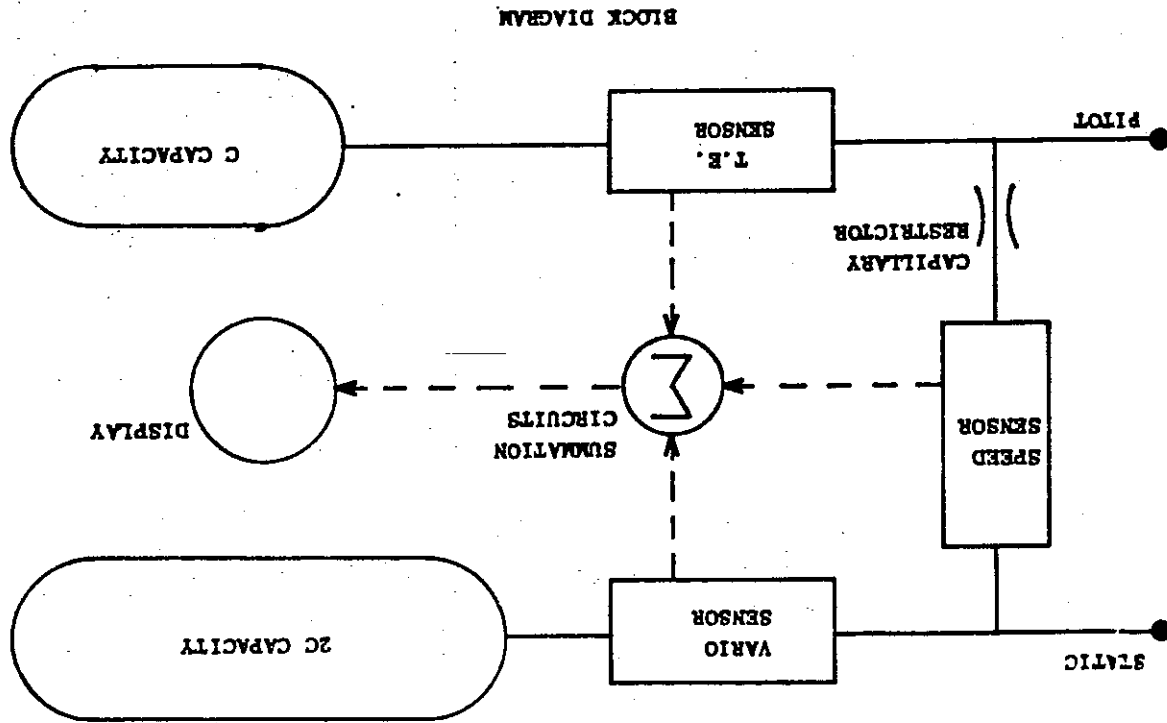 STATIC
VARIO
SENSOR
2C CAPACITY
SPEED
SENSOR
SUMMATION
CIRCUITS
Σ
DISPLAY
CAPILLARY
RESTRICTOR
PITOT
T.E.
SENSOR
C CAPACITY
BLOCK DIAGRAM